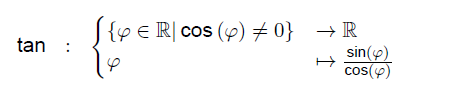 tan : { {φ ∈ ℝ| cos (φ) ≠ 0} → ℝ
φ ↦ sin(φ)/cos(φ)